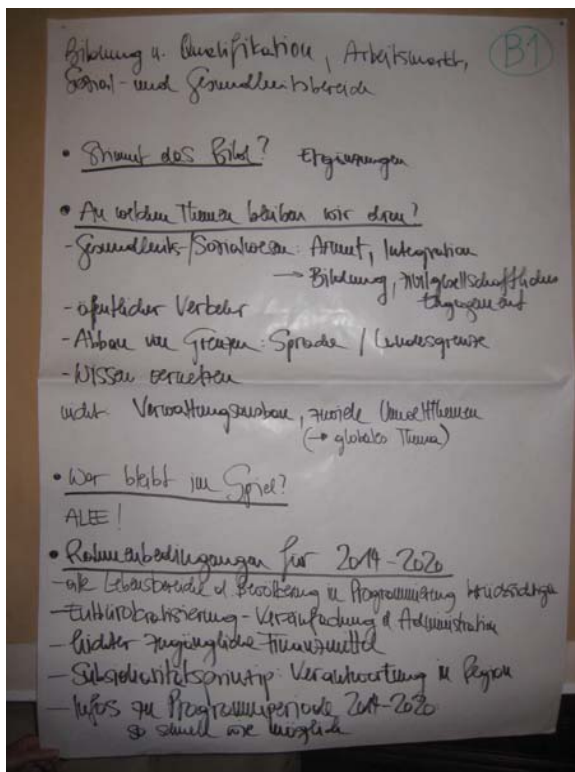 Bildung u. Qualifikation, Arbeitsmarkt, B1
Sozial- und Gesundheitsbereich
• Stimmt das Bild? Ergänzungen
• An welchen Themen bleiben wir dran?
- Gesundheits-/Sozialwesen: Armut, Integration
→ Bildung, zivilgesellschaftliches
Engagement
- öffentlicher Verkehr
- Abbau von Grenzen: Sprache / Landesgrenze
- Wissen vernetzen
nicht: Verwaltungsausbau, zuviele Umweltthemen
(→ globales Thema)
• Wer bleibt im Spiel?
ALLE!
• Rahmenbedingungen für 2014-2020
- alle Lebensbereiche d. Bevölkerung in Programmierung berücksichtigen
- Entbürokratisierung - Vereinfachung d. Administration
- leichter zugängliche Finanzmittel
- Subsidiaritätsprinzip: Verantwortung in Region
- Infos zu Programmperiode 2014-2020
so schnell wie möglich